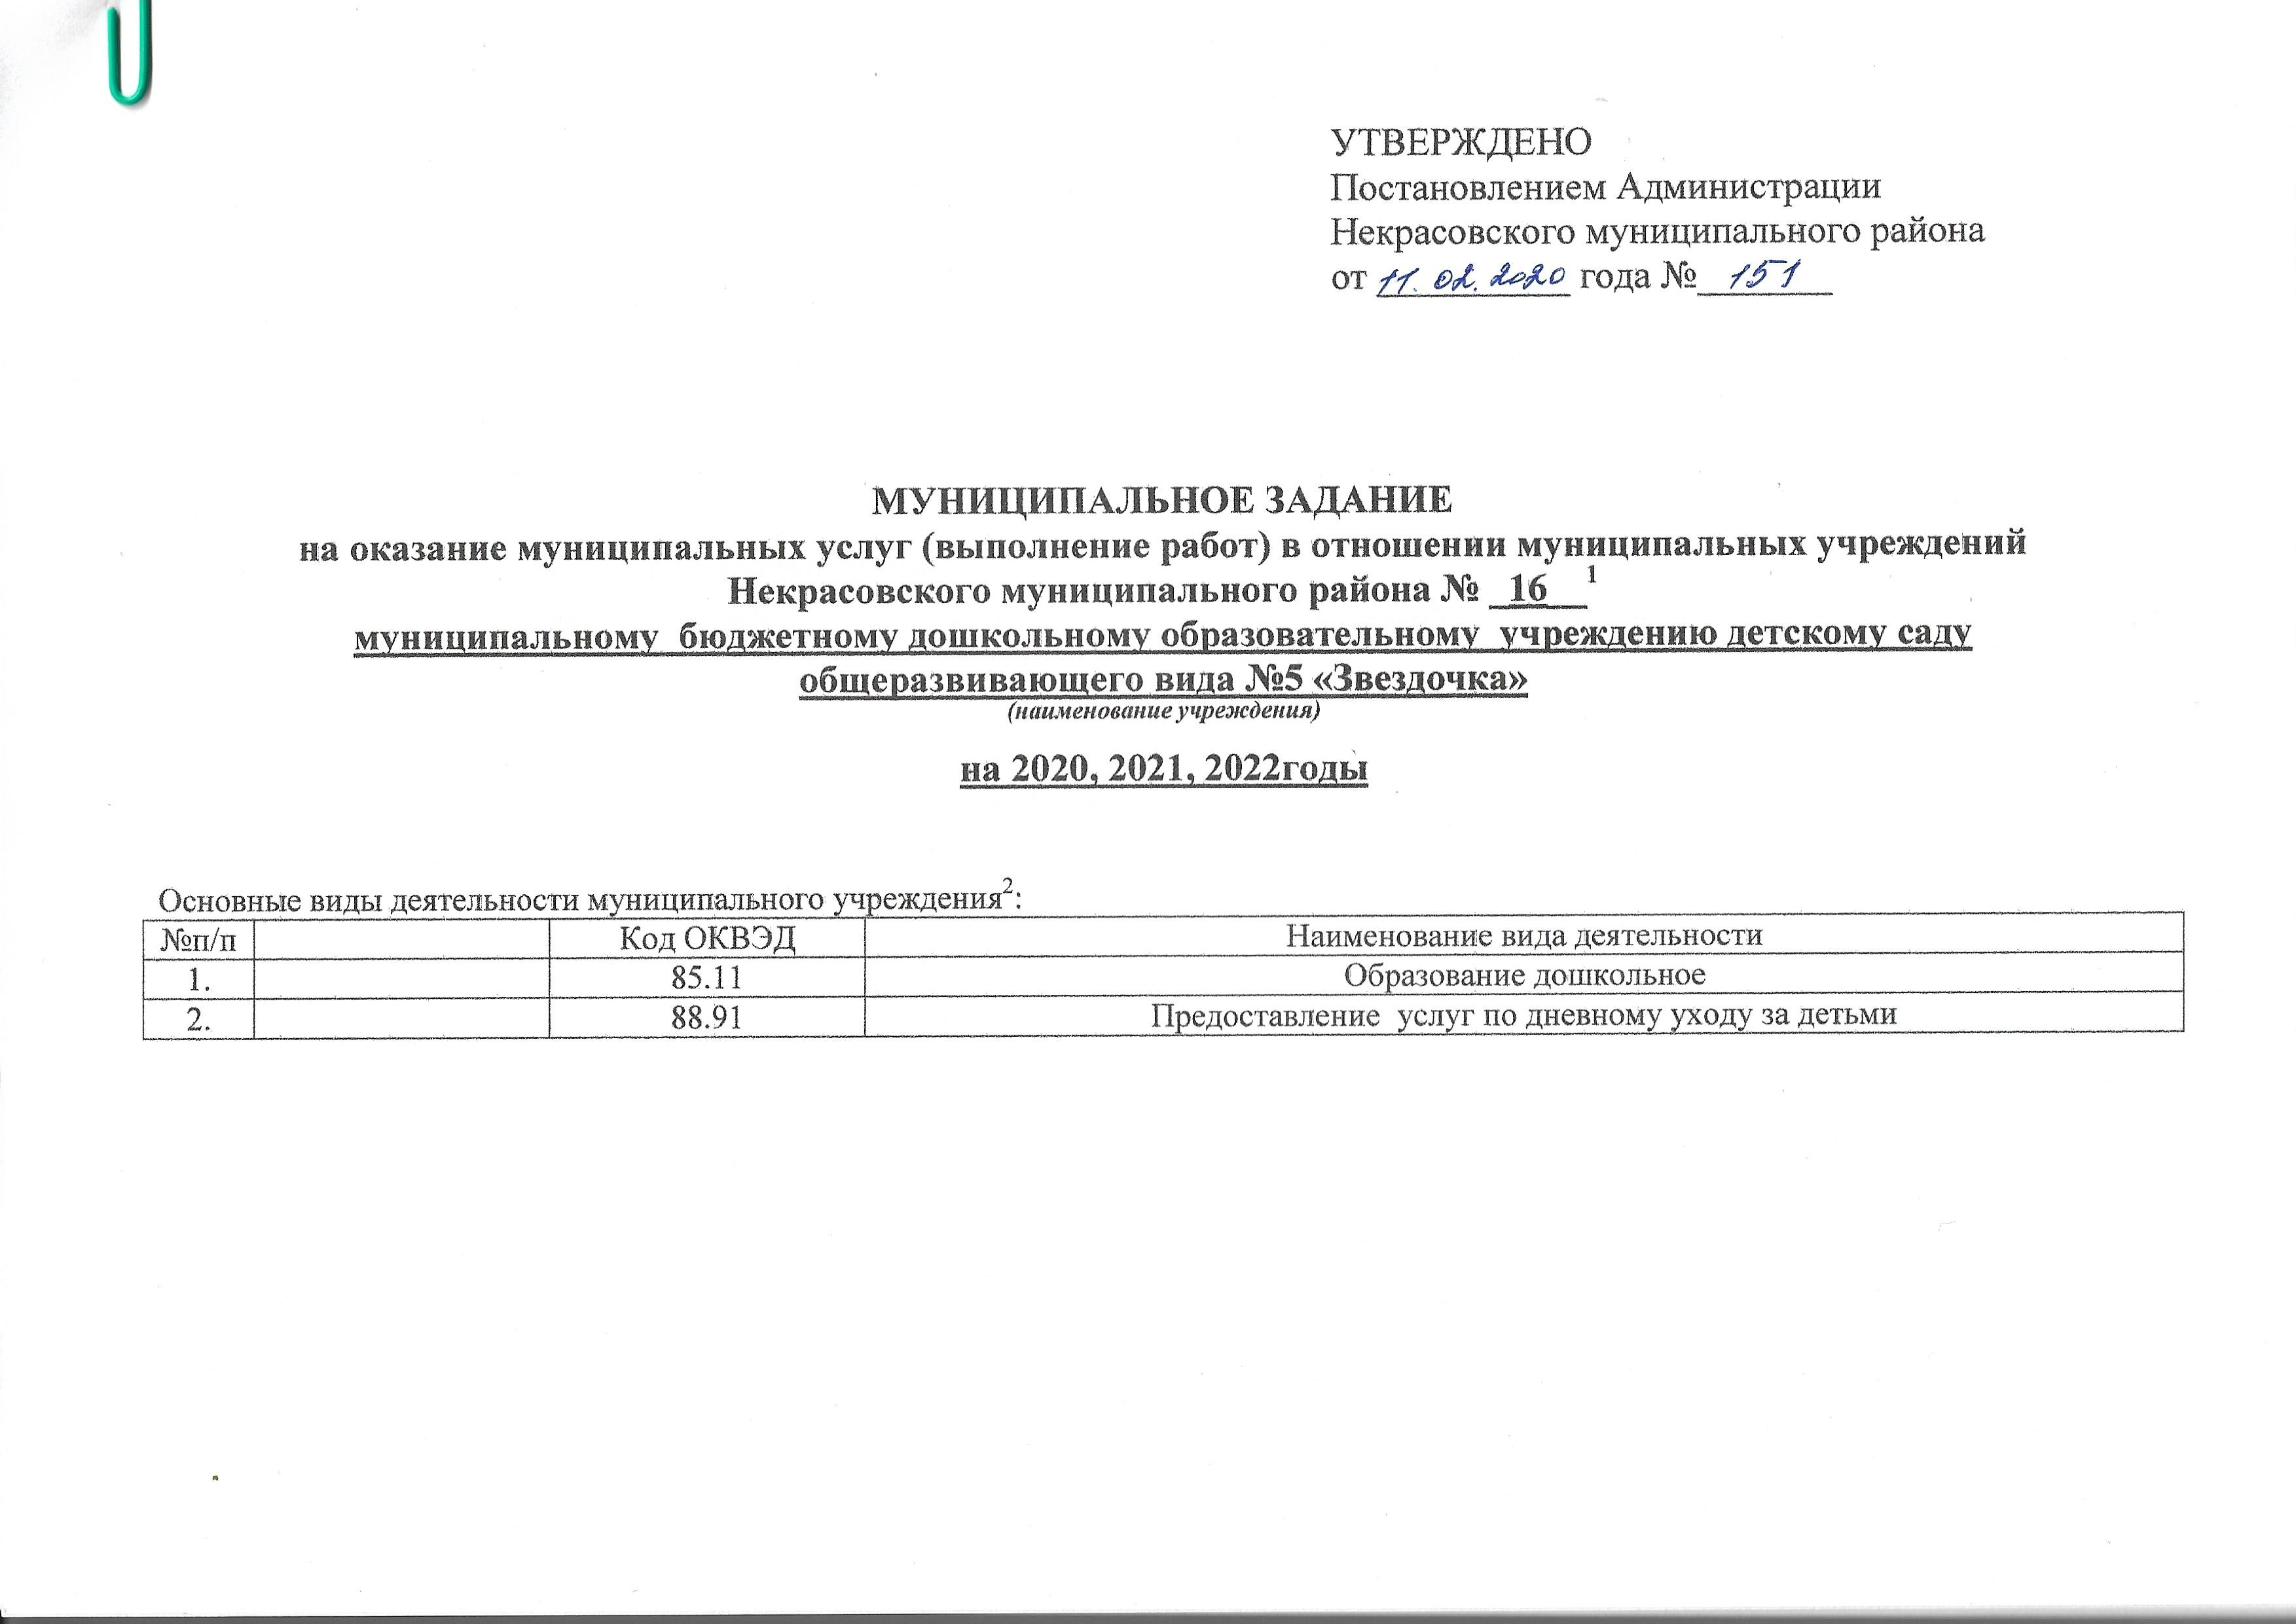 УТВЕРЖДЕНО
Постановлением Администрации
Некрасовского муниципального района
от 11.02.2020 года № 151
МУНИЦИПАЛЬНОЕ ЗАДАНИЕ
на оказание муниципальных услуг (выполнение работ) в отношении муниципальных учреждений
Некрасовского муниципального района № 16 1
муниципальному бюджетному дошкольному образовательному учреждению детскому саду
общеразвивающего вида №5 «Звездочка»
(наименование учреждения)
на 2020, 2021, 2022годы
Основные виды деятельности муниципального учреждения2:
№п/п Код ОКВЭД Наименование вида деятельности
1. 85.11 Образование дошкольное
2. 88.91 Предоставление услуг по дневному уходу за детьми